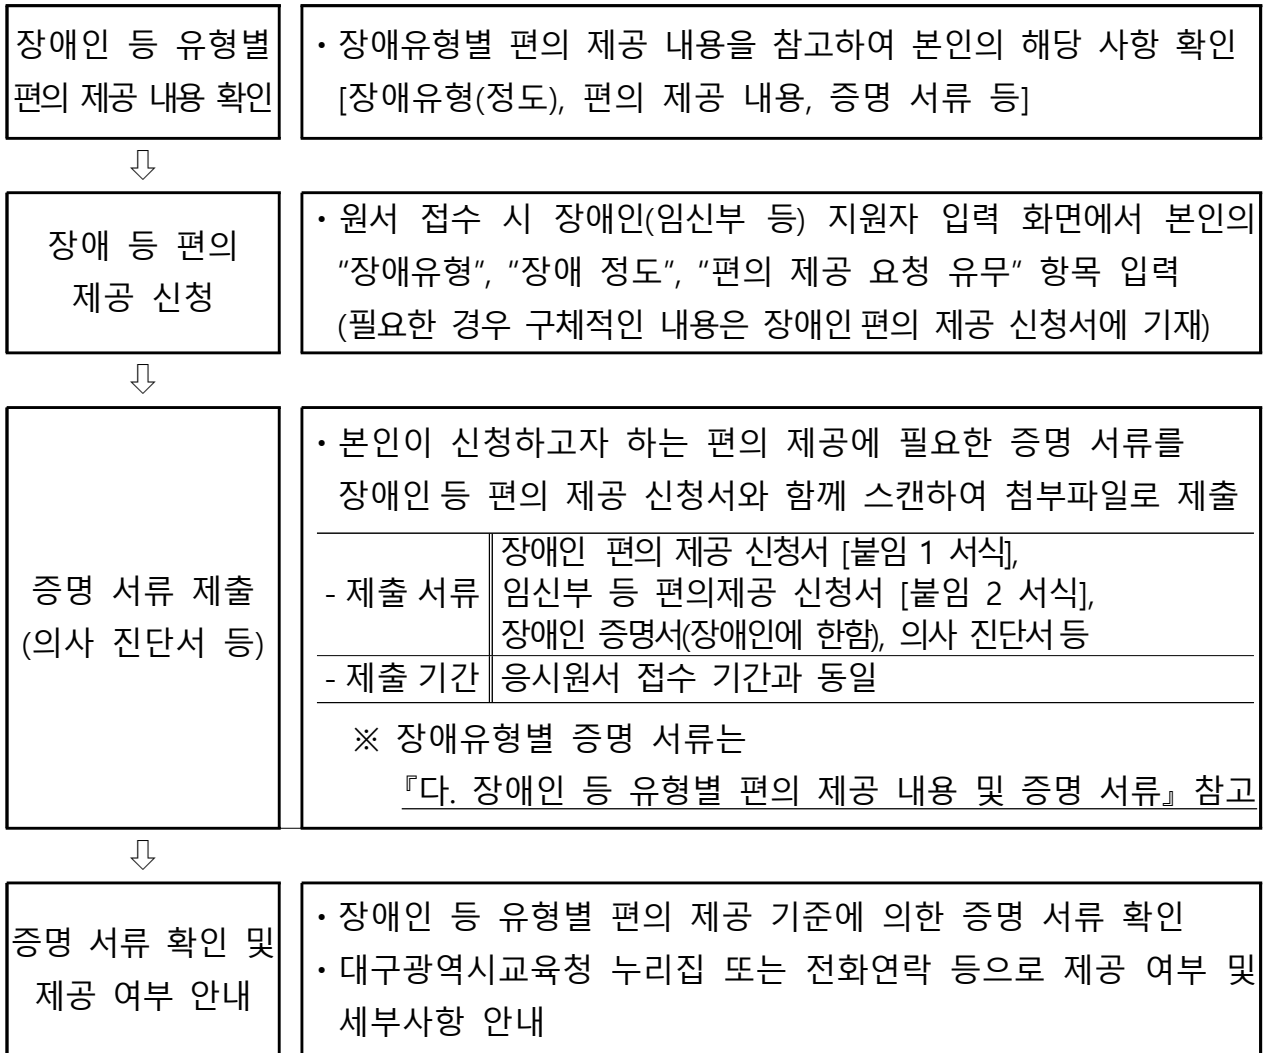 장애인 등 유형별
편의 제공 내용 확인
· 장애유형별 편의 제공 내용을 참고하여 본인의 해당 사항 확인
[장애유형(정도), 편의 제공 내용, 증명 서류 등]
⇩
장애 등 편의
제공 신청
· 원서 접수 시 장애인(임신부 등) 지원자 입력 화면에서 본인의
"장애유형", "장애 정도", "편의 제공 요청 유무" 항목 입력
(필요한 경우 구체적인 내용은 장애인 편의 제공 신청서에 기재)
⇩
증명 서류 제출
(의사 진단서 등)
· 본인이 신청하고자 하는 편의 제공에 필요한 증명 서류를
장애인 등 편의 제공 신청서와 함께 스캔하여 첨부파일로 제출
- 제출 서류
장애인 편의 제공 신청서 [붙임 1 서식],
임신부 등 편의제공 신청서 [붙임 2 서식],
장애인 증명서(장애인에 한함), 의사 진단서 등
- 제출 기간
응시원서 접수 기간과 동일
※ 장애유형별 증명 서류는
『다. 장애인 등 유형별 편의 제공 내용 및 증명 서류』 참고
⇩
증명 서류 확인 및
제공 여부 안내
· 장애인 등 유형별 편의 제공 기준에 의한 증명 서류 확인
· 대구광역시교육청 누리집 또는 전화연락 등으로 제공 여부 및
세부사항 안내